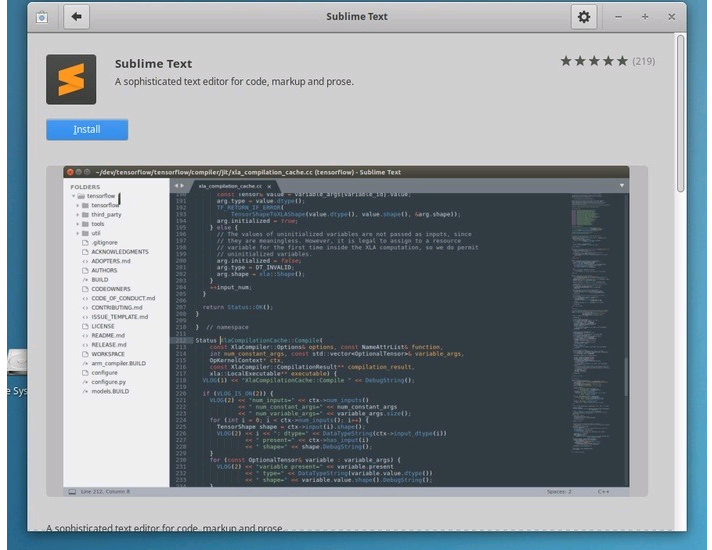 Sublime Text
Sublime Text
A sophisticated text editor for code, markup and prose.
(219)
Install
~/dev/tensorflow/tensorflow/compiler/jit/xla_compilation_cache.cc (tensorflow) - Sublime Text
FOLDERS
xla_compilation_cache.cc
tensorflow
tensorflow
third_party
tools
util
.gitignore
ACKNOWLEDGMENTS
ADOPTERS.md
AUTHORS
BUILD
CODEOWNERS
CODE_OF_CONDUCT.md
CONTRIBUTING.md
ISSUE_TEMPLATE.md
LICENSE
README.md
RELEASE.md
WORKSPACE
arm_compiler.BUILD
configure
configure.py
models.BUILD
191 arg.type = value.dtype();
192 TF_RETURN_IF_ERROR(
193 TensorShapeToXLAShape(value.dtype(), value.shape(), &arg.shape));
194 arg.initialized = true;
195 } else {
196 // The values of uninitialized variables are not passed as inputs, since
197 // they are meaningless. However, it is legal to assign to a resource
198 // variable for the first time inside the XLA computation, so we do permit
199 // uninitialized variables.
200 arg.initialized = false;
201 arg.type = DT_INVALID;
202 arg.shape = xla::Shape();
203 }
204 ++input_num;
205 }
206
207 return Status::OK();
208 }
209
210 } // namespace
211
212 Status XlaCompilationCache::Compile(
213 const XlaCompiler::Options& options, const NameAttrList& function,
214 int num_constant_args, const std::vector<OptionalTensor>& variable_args,
215 OpKernelContext* ctx,
216 const XlaCompiler::CompilationResult** compilation_result,
217 xla::LocalExecutable** executable) {
218 VLOG(1) << "XlaCompilationCache::Compile " << DebugString();
219
220 if (VLOG_IS_ON(2)) {
221 VLOG(2) << "num_inputs=" << ctx->num_inputs()
222 << " num_constant_args=" << num_constant_args
223 << " num_variable_args=" << variable_args.size();
224 for (int i = 0; i < ctx->num_inputs(); i++) {
225 TensorShape shape = ctx->input(i).shape();
226 VLOG(2) << i << ": dtype=" << DataTypeString(ctx->input_dtype(i))
227 << " present=" << ctx->has_input(i)
228 << " shape=" << shape.DebugString();
229 }
230 for (const OptionalTensor& variable : variable_args) {
231 VLOG(2) << "variable present=" << variable.present
232 << " type=" << DataTypeString(variable.value.dtype())
233 << " shape=" << variable.value.shape().DebugString();
234 }
Line 212, Column 8
Spaces: 2
C++
A sophisticated text editor for code, markup and prose.